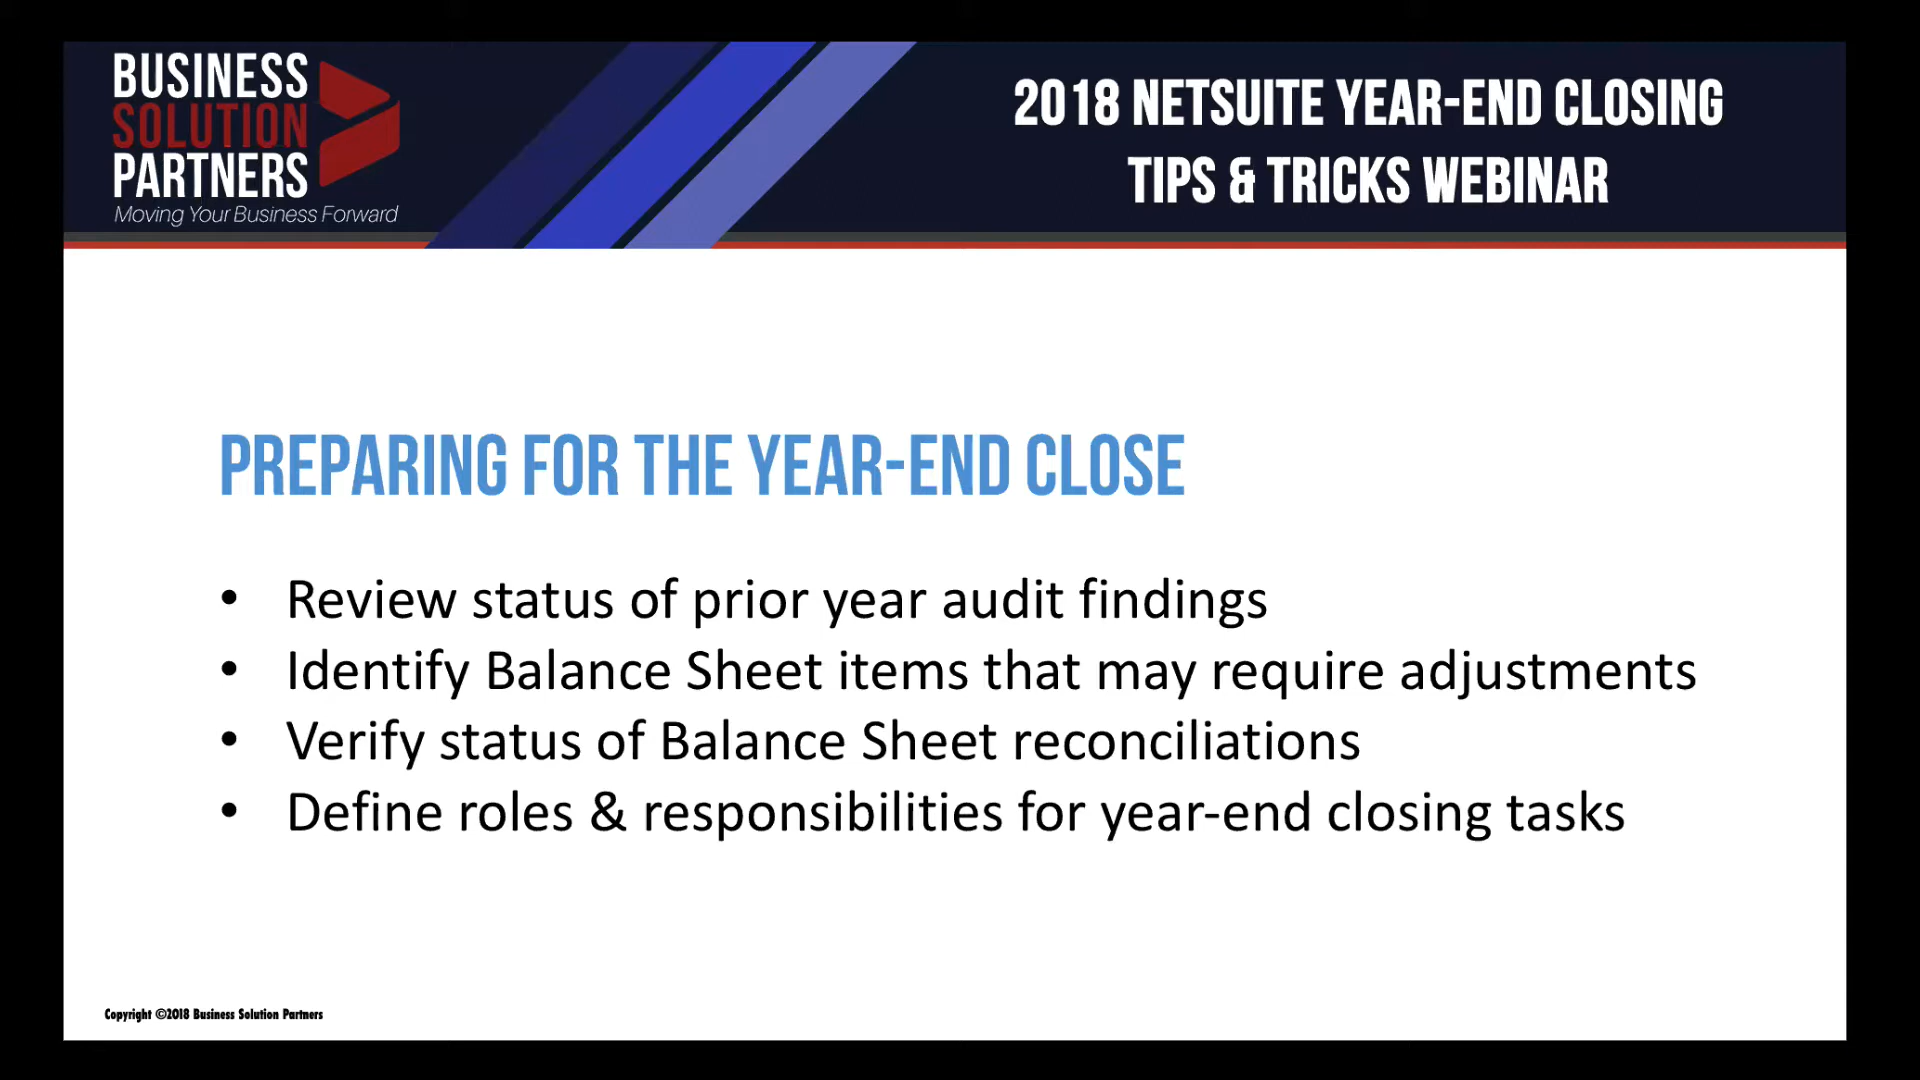 BUSINESS
SOLUTION
PARTNERS
Moving Your Business Forward
2018 NETSUITE YEAR-END CLOSING
TIPS & TRICKS WEBINAR
PREPARING FOR THE YEAR-END CLOSE
• Review status of prior year audit findings
• Identify Balance Sheet items that may require adjustments
• Verify status of Balance Sheet reconciliations
• Define roles & responsibilities for year-end closing tasks
Copyright ©2018 Business Solution Partners